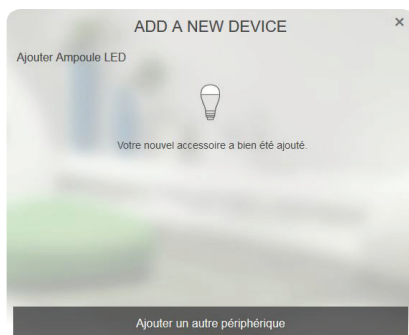 ADD A NEW DEVICE
×
Ajouter Ampoule LED
Votre nouvel accessoire a bien été ajouté.
Ajouter un autre périphérique